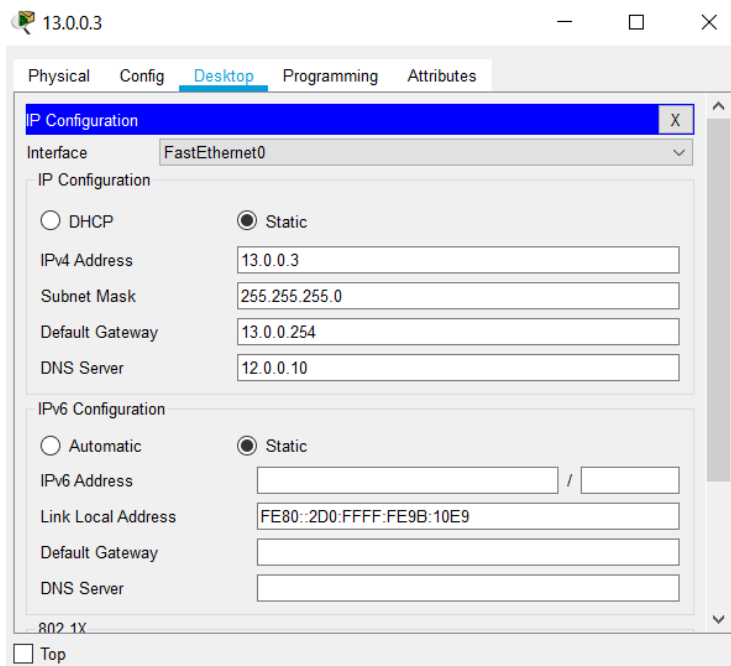 13.0.0.3
Physical Config Desktop Programming Attributes
IP Configuration X
Interface FastEthernet0
IP Configuration
DHCP Static
IPv4 Address 13.0.0.3
Subnet Mask 255.255.255.0
Default Gateway 13.0.0.254
DNS Server 12.0.0.10
IPv6 Configuration
Automatic Static
IPv6 Address /
Link Local Address FE80::2D0:FFFF:FE9B:10E9
Default Gateway
DNS Server
802.1X
Top